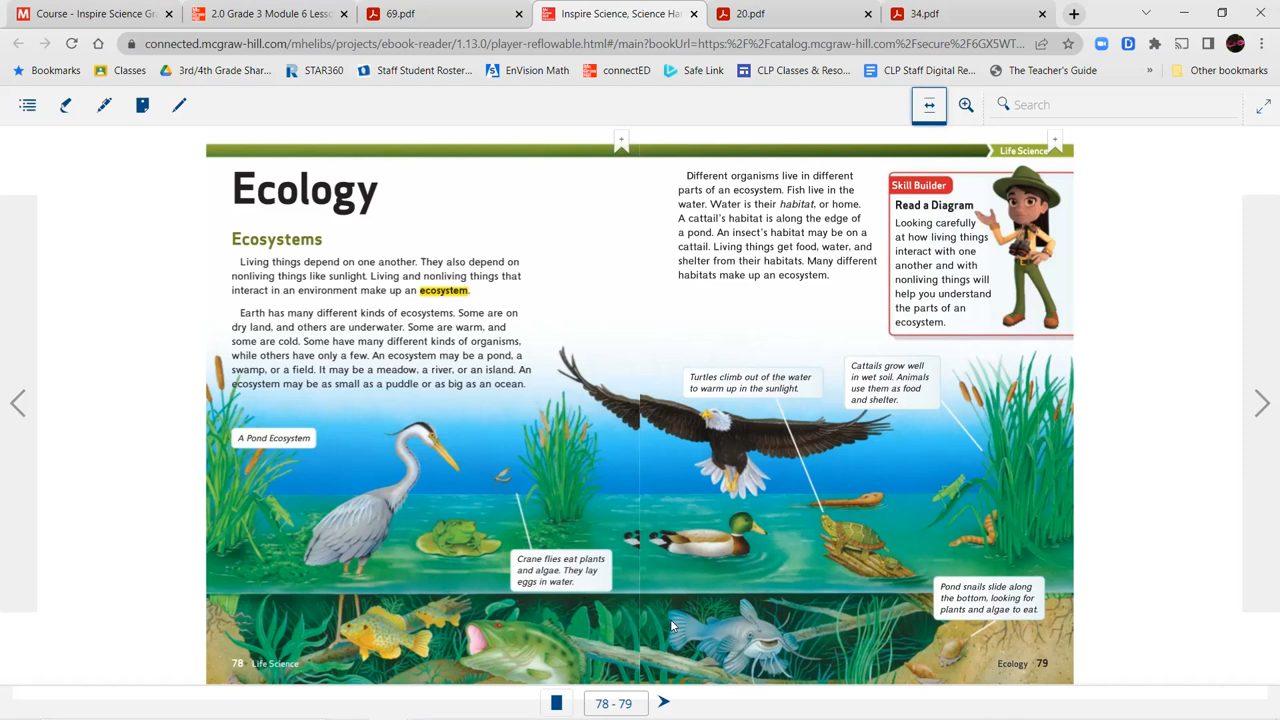 Course - Inspire Science Gr
2.0 Grade 3 Module 6 Less
69.pdf
Inspire Science, Science Ha
20.pdf
34.pdf
connected.mcgraw-hill.com/mhelibs/projects/ebook-reader/1.13.0/player
Bookmarks
Classes
3rd/4th Grade Shar...
STAR360
Staff Student Roster...
EnVision Math
connectED
Safe Link
CLP Classes & Reso...
CLP Staff Digital Re...
The Teacher's Guide
»
Other bookmarks
Search
Life Science
Ecology
Ecosystems
Living things depend on one another. They also depend on
nonliving things like sunlight. Living and nonliving things that
interact in an environment make up an ecosystem.
Earth has many different kinds of ecosystems. Some are on
dry land, and others are underwater. Some are warm, and
some are cold. Some have many different kinds of organisms,
while others have only a few. An ecosystem may be a pond, a
swamp, or a field. It may be a meadow, a river, or an island. An
ecosystem may be as small as a puddle or as big as an ocean.
Different organisms live in different
parts of an ecosystem. Fish live in the
water. Water is their habitat, or home.
A cattail's habitat is along the edge of
a pond. An insect's habitat may be on a
cattail. Living things get food, water, and
shelter from their habitats. Many different
habitats make up an ecosystem.
Skill Builder
Read a Diagram
Looking carefully
at how living things
interact with one
another and with
nonliving things will
help you understand
the parts of an
ecosystem.
A Pond Ecosystem
Turtles climb out of the water
to warm up in the sunlight.
Cattails grow well
in wet soil. Animals
use them as food
and shelter.
Crane flies eat plants
and algae. They lay
eggs in water.
Pond snails slide along
the bottom, looking for
plants and algae to eat.
78 Life Science
Ecology 79
78 - 79